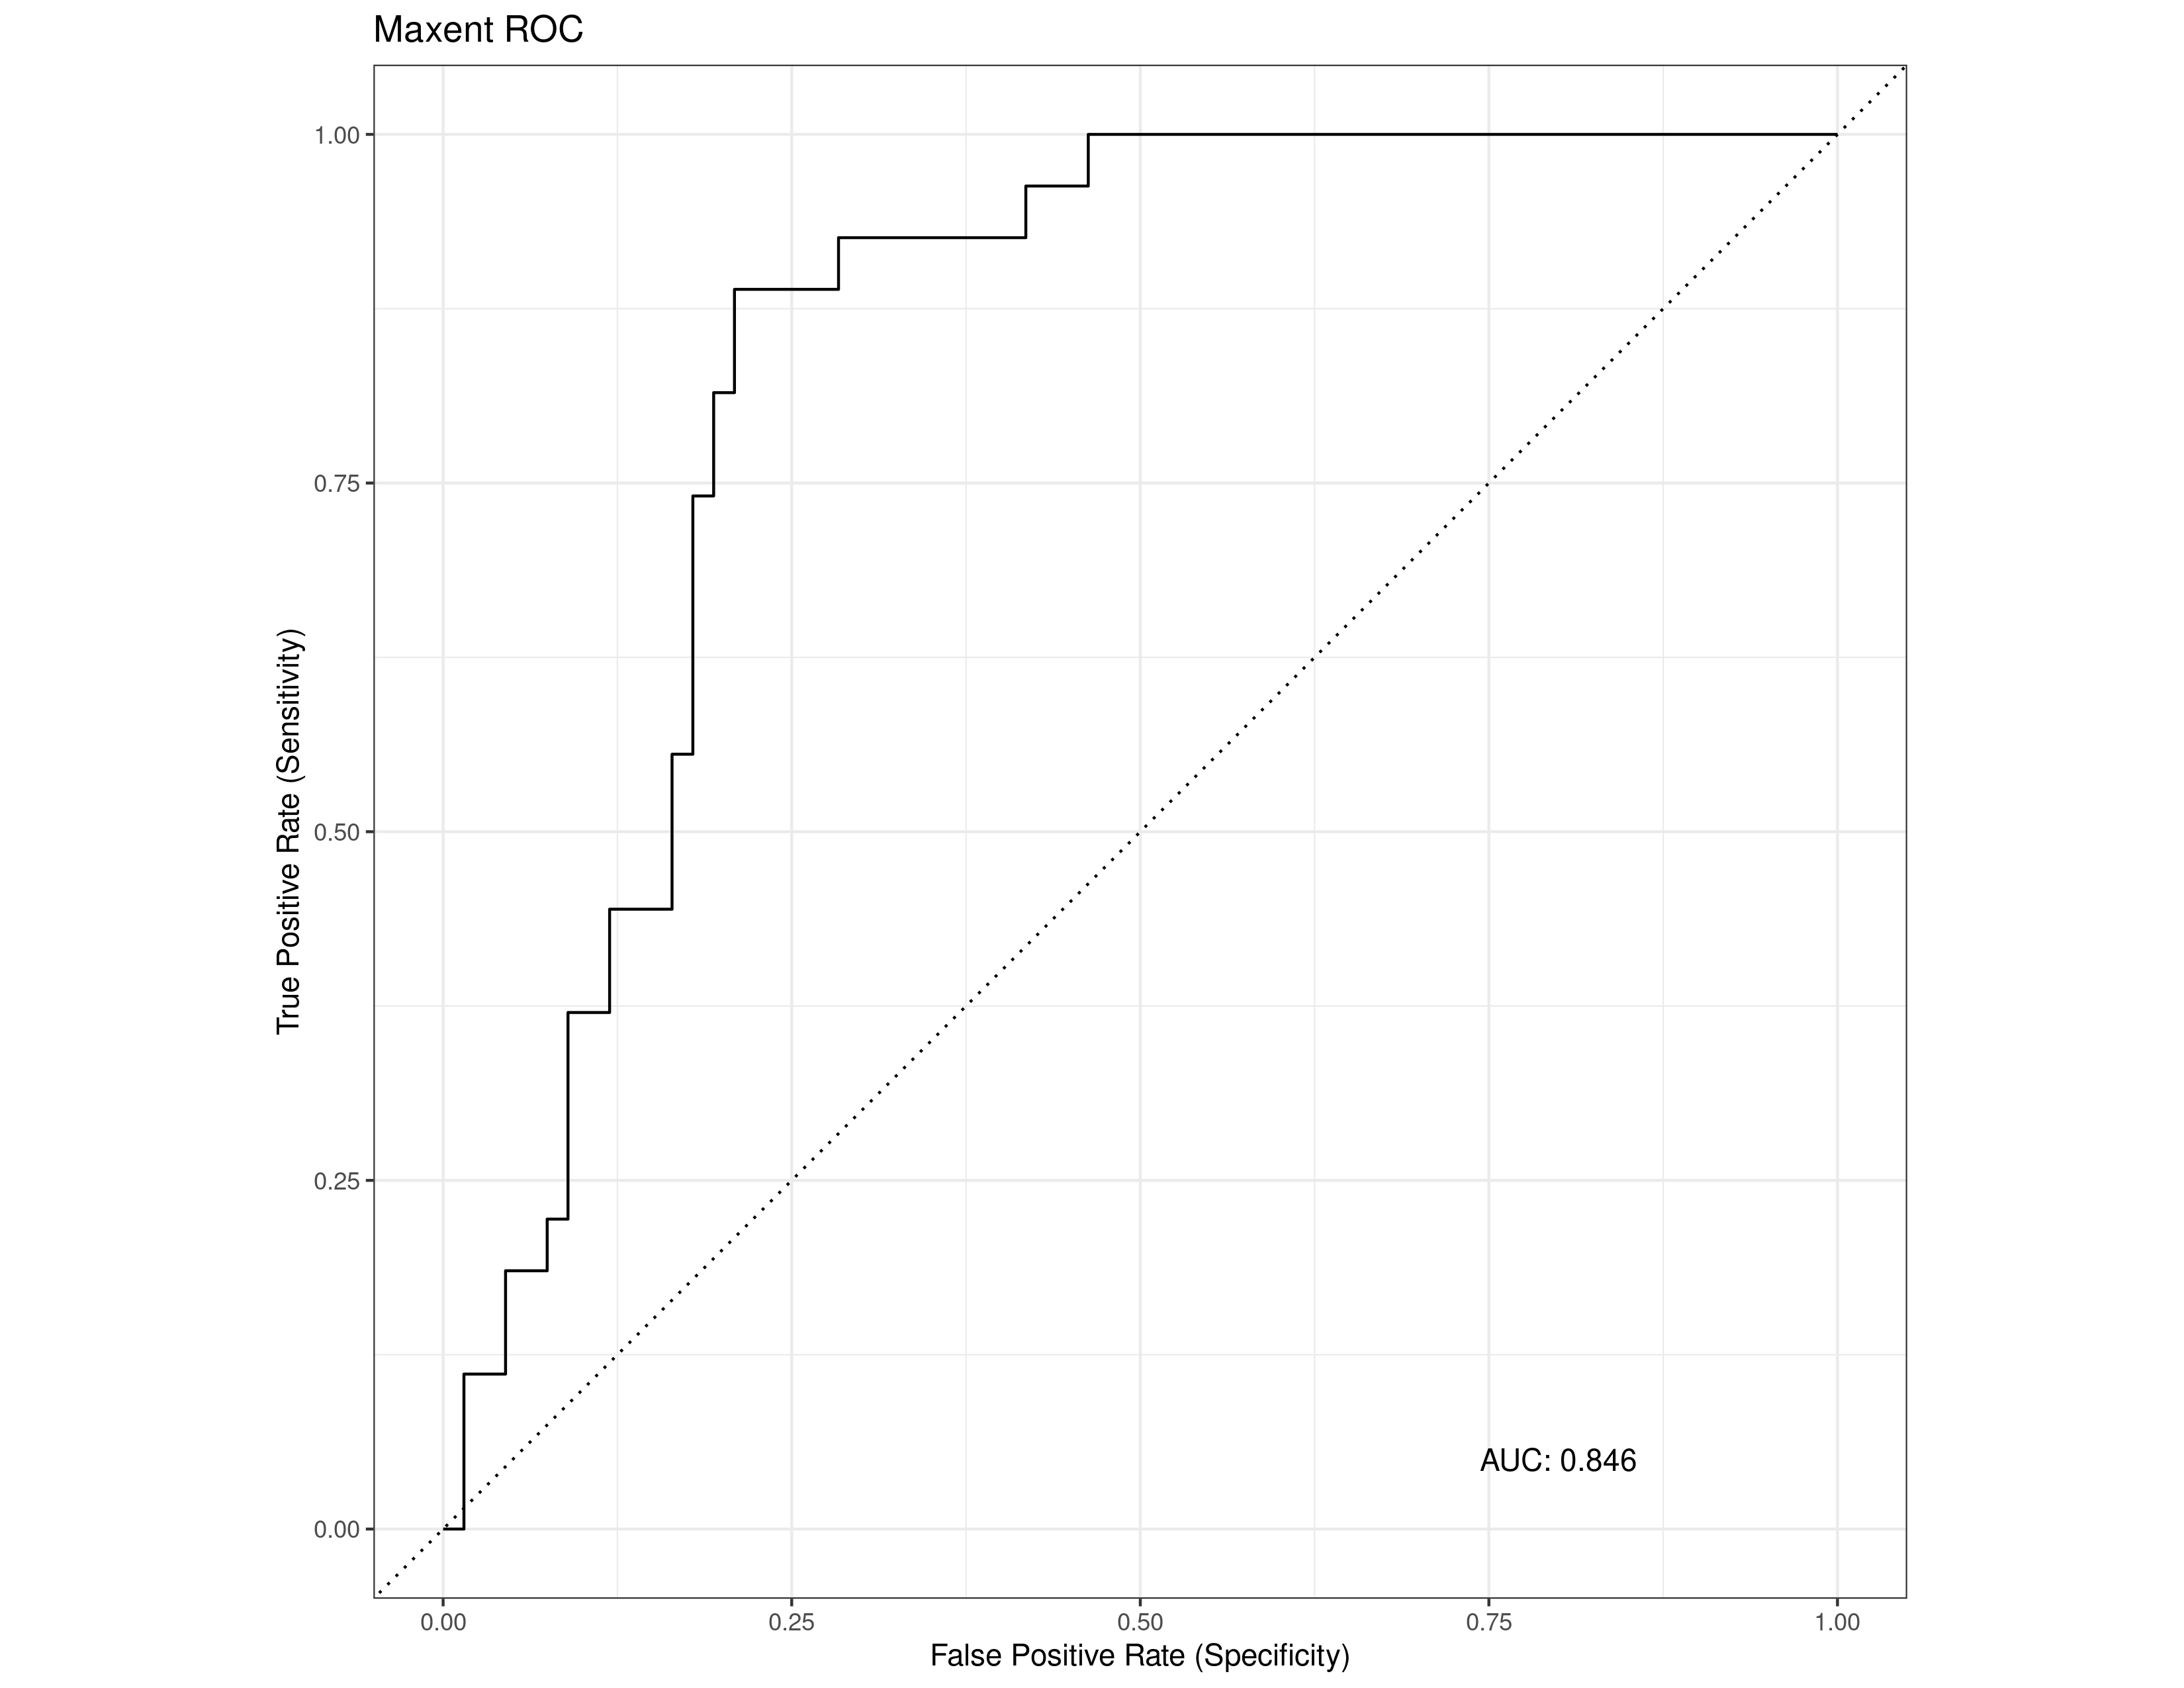 Maxent ROC
True Positive Rate (Sensitivity)
1.00
0.75
0.50
0.25
0.00
AUC: 0.846
0.00 0.25 0.50 0.75 1.00
False Positive Rate (Specificity)